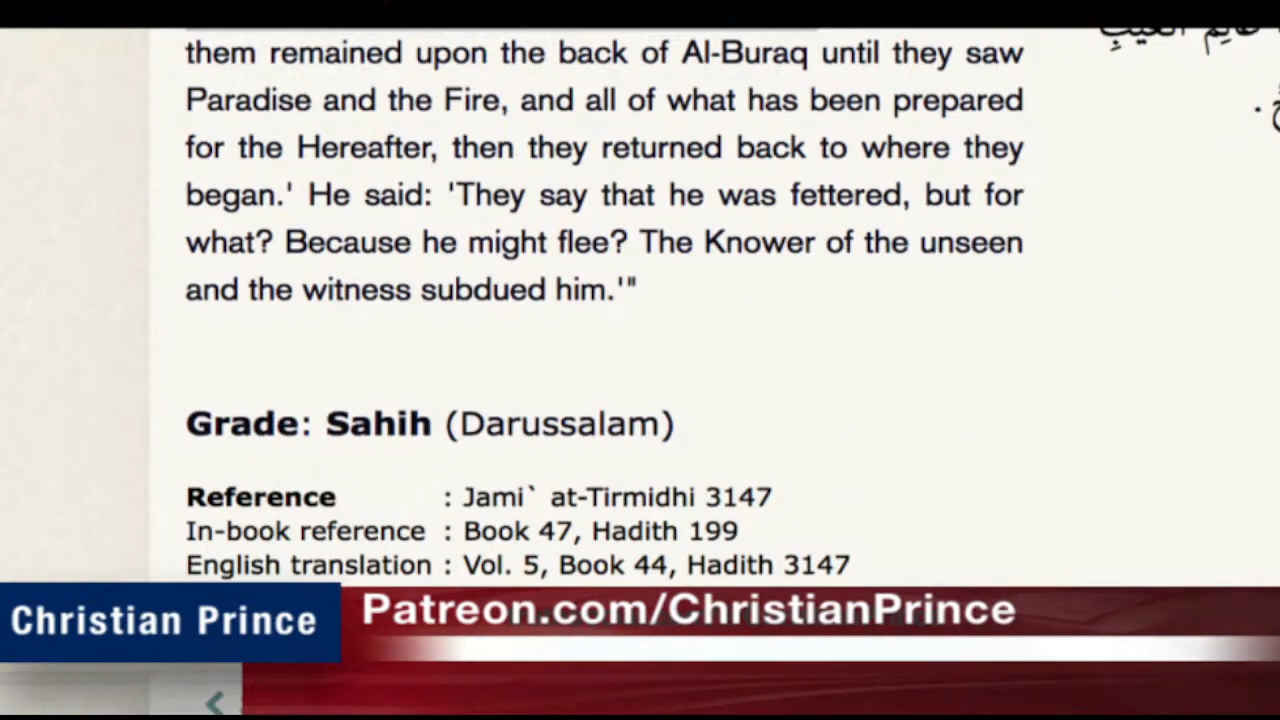 them remained upon the back of Al-Buraq until they saw
Paradise and the Fire, and all of what has been prepared
for the Hereafter, then they returned back to where they
began.' He said: 'They say that he was fettered, but for
what? Because he might flee? The Knower of the unseen
and the witness subdued him.'"
Grade: Sahih (Darussalam)
Reference : Jami` at-Tirmidhi 3147
In-book reference : Book 47, Hadith 199
English translation : Vol. 5, Book 44, Hadith 3147
Christian Prince
Patreon.com/ChristianPrince